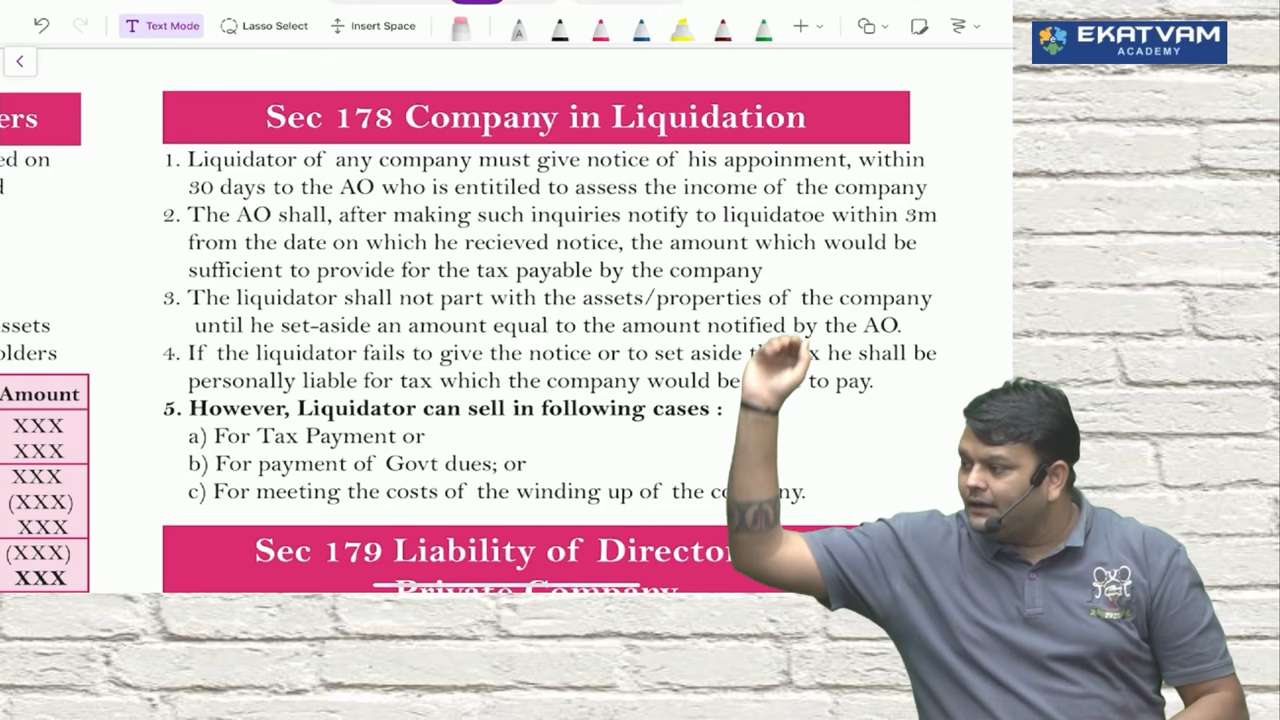 Text Mode
Lasso Select
Insert Space
A
EKATVAM
ACADEMY
ers
ed on
ssets
olders
Amount
XXX
XXX
XXX
(XXX)
XXX
(XXX)
XXX
Sec 178 Company in Liquidation
1. Liquidator of any company must give notice of his appoinment, within
30 days to the AO who is entitiled to assess the income of the company
2. The AO shall, after making such inquiries notify to liquidatoe within 3m
from the date on which he recieved notice, the amount which would be
sufficient to provide for the tax payable by the company
3. The liquidator shall not part with the assets/properties of the company
until he set-aside an amount equal to the amount notified by the AO.
4. If the liquidator fails to give the notice or to set aside he shall be
personally liable for tax which the company would be to pay.
5. However, Liquidator can sell in following cases :
a) For Tax Payment or
b) For payment of Govt dues; or
c) For meeting the costs of the winding up of the co ny.
Sec 179 Liability of Directo
Private Company